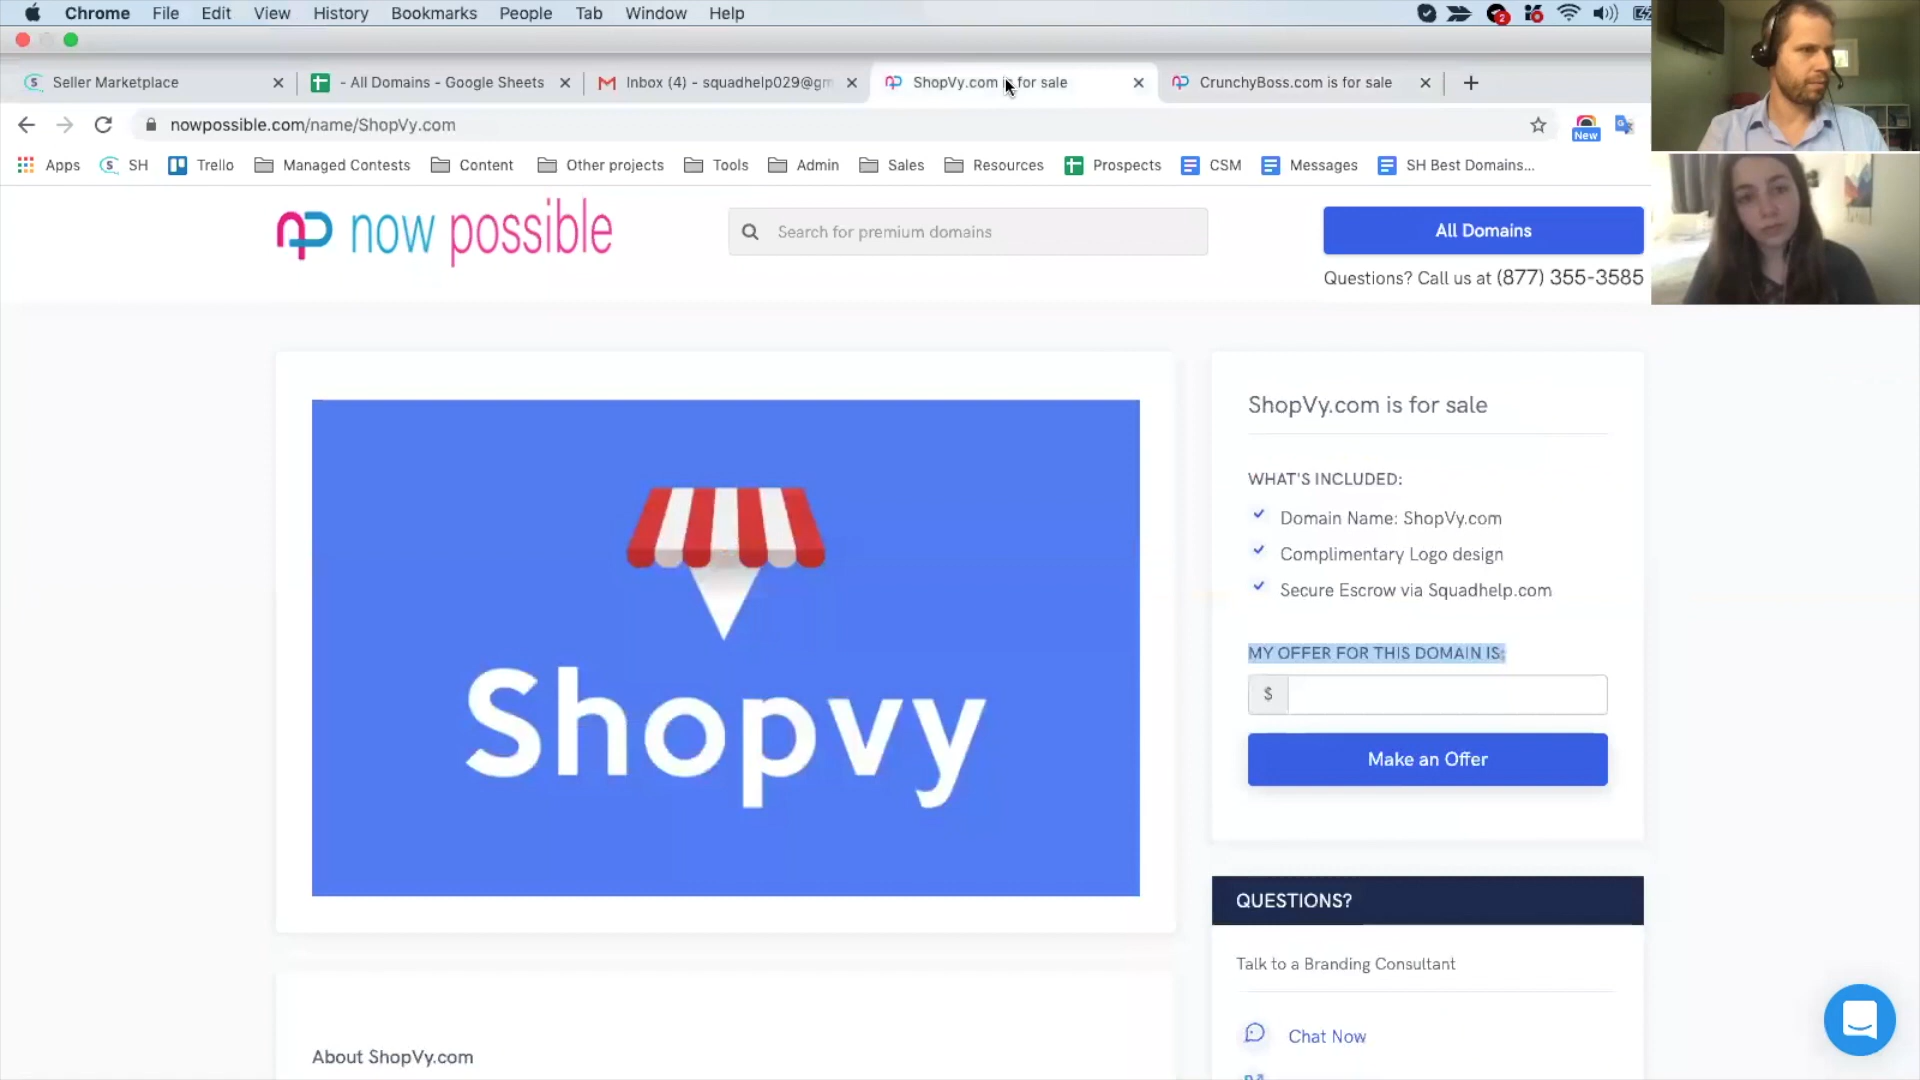 Chrome File Edit View History Bookmarks People Tab Window Help
2
Seller Marketplace
- All Domains - Google Sheets
Inbox (4) - squadhelp029@gm
ShopVy.com is for sale
CrunchyBoss.com is for sale
nowpossible.com/name/ShopVy.com
New
Apps SH Trello Managed Contests Content Other projects Tools Admin Sales Resources Prospects CSM Messages SH Best Domains...
now possible
Search for premium domains
All Domains
Questions? Call us at (877) 355-3585
Shopvy
ShopVy.com is for sale
WHAT'S INCLUDED:
Domain Name: ShopVy.com
Complimentary Logo design
Secure Escrow via Squadhelp.com
MY OFFER FOR THIS DOMAIN IS:
$
Make an Offer
QUESTIONS?
Talk to a Branding Consultant
Chat Now
About ShopVy.com